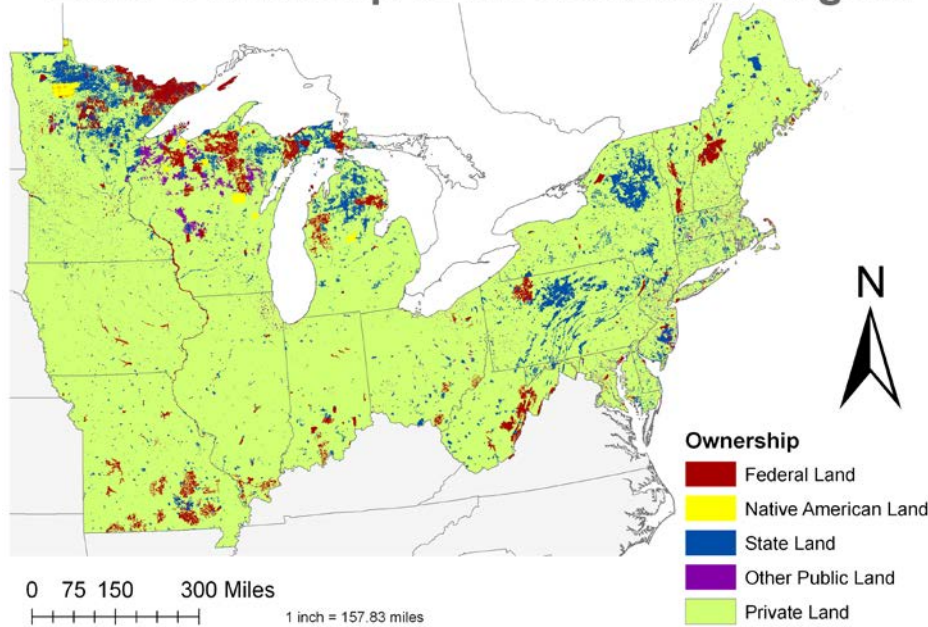 N
Ownership
Federal Land
Native American Land
State Land
Other Public Land
Private Land
0 75 150 300 Miles
1 inch = 157.83 miles